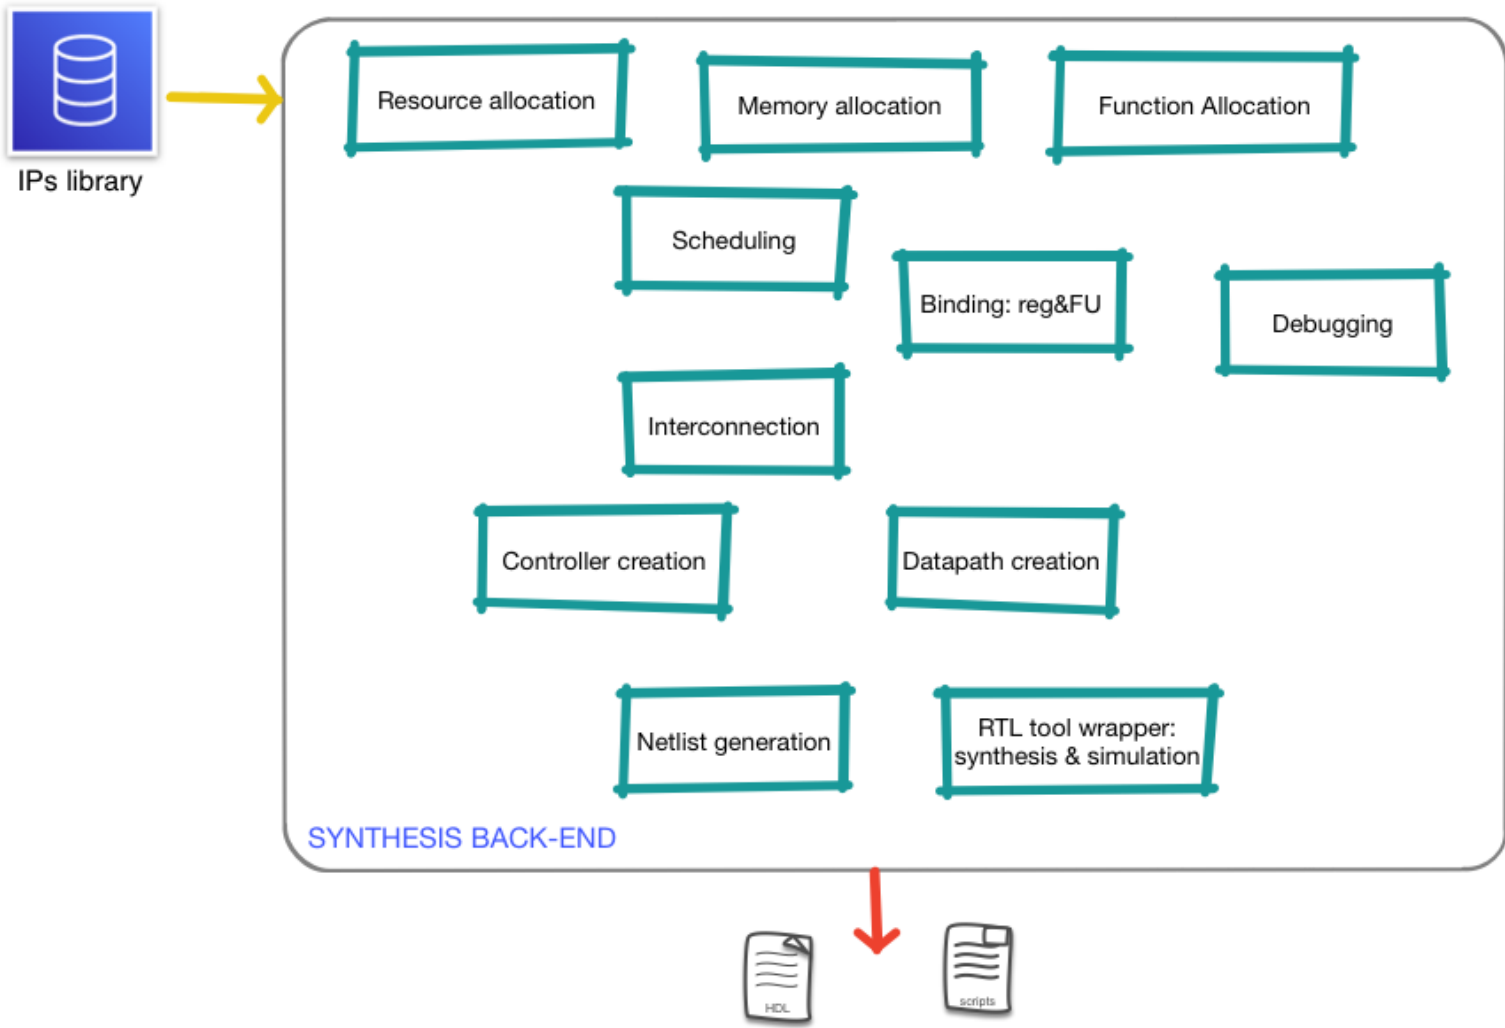 IPs library
Resource allocation
Memory allocation
Function Allocation
Scheduling
Binding: reg&FU
Debugging
Interconnection
Controller creation
Datapath creation
Netlist generation
RTL tool wrapper:
synthesis & simulation
SYNTHESIS BACK-END
HDL
scripts